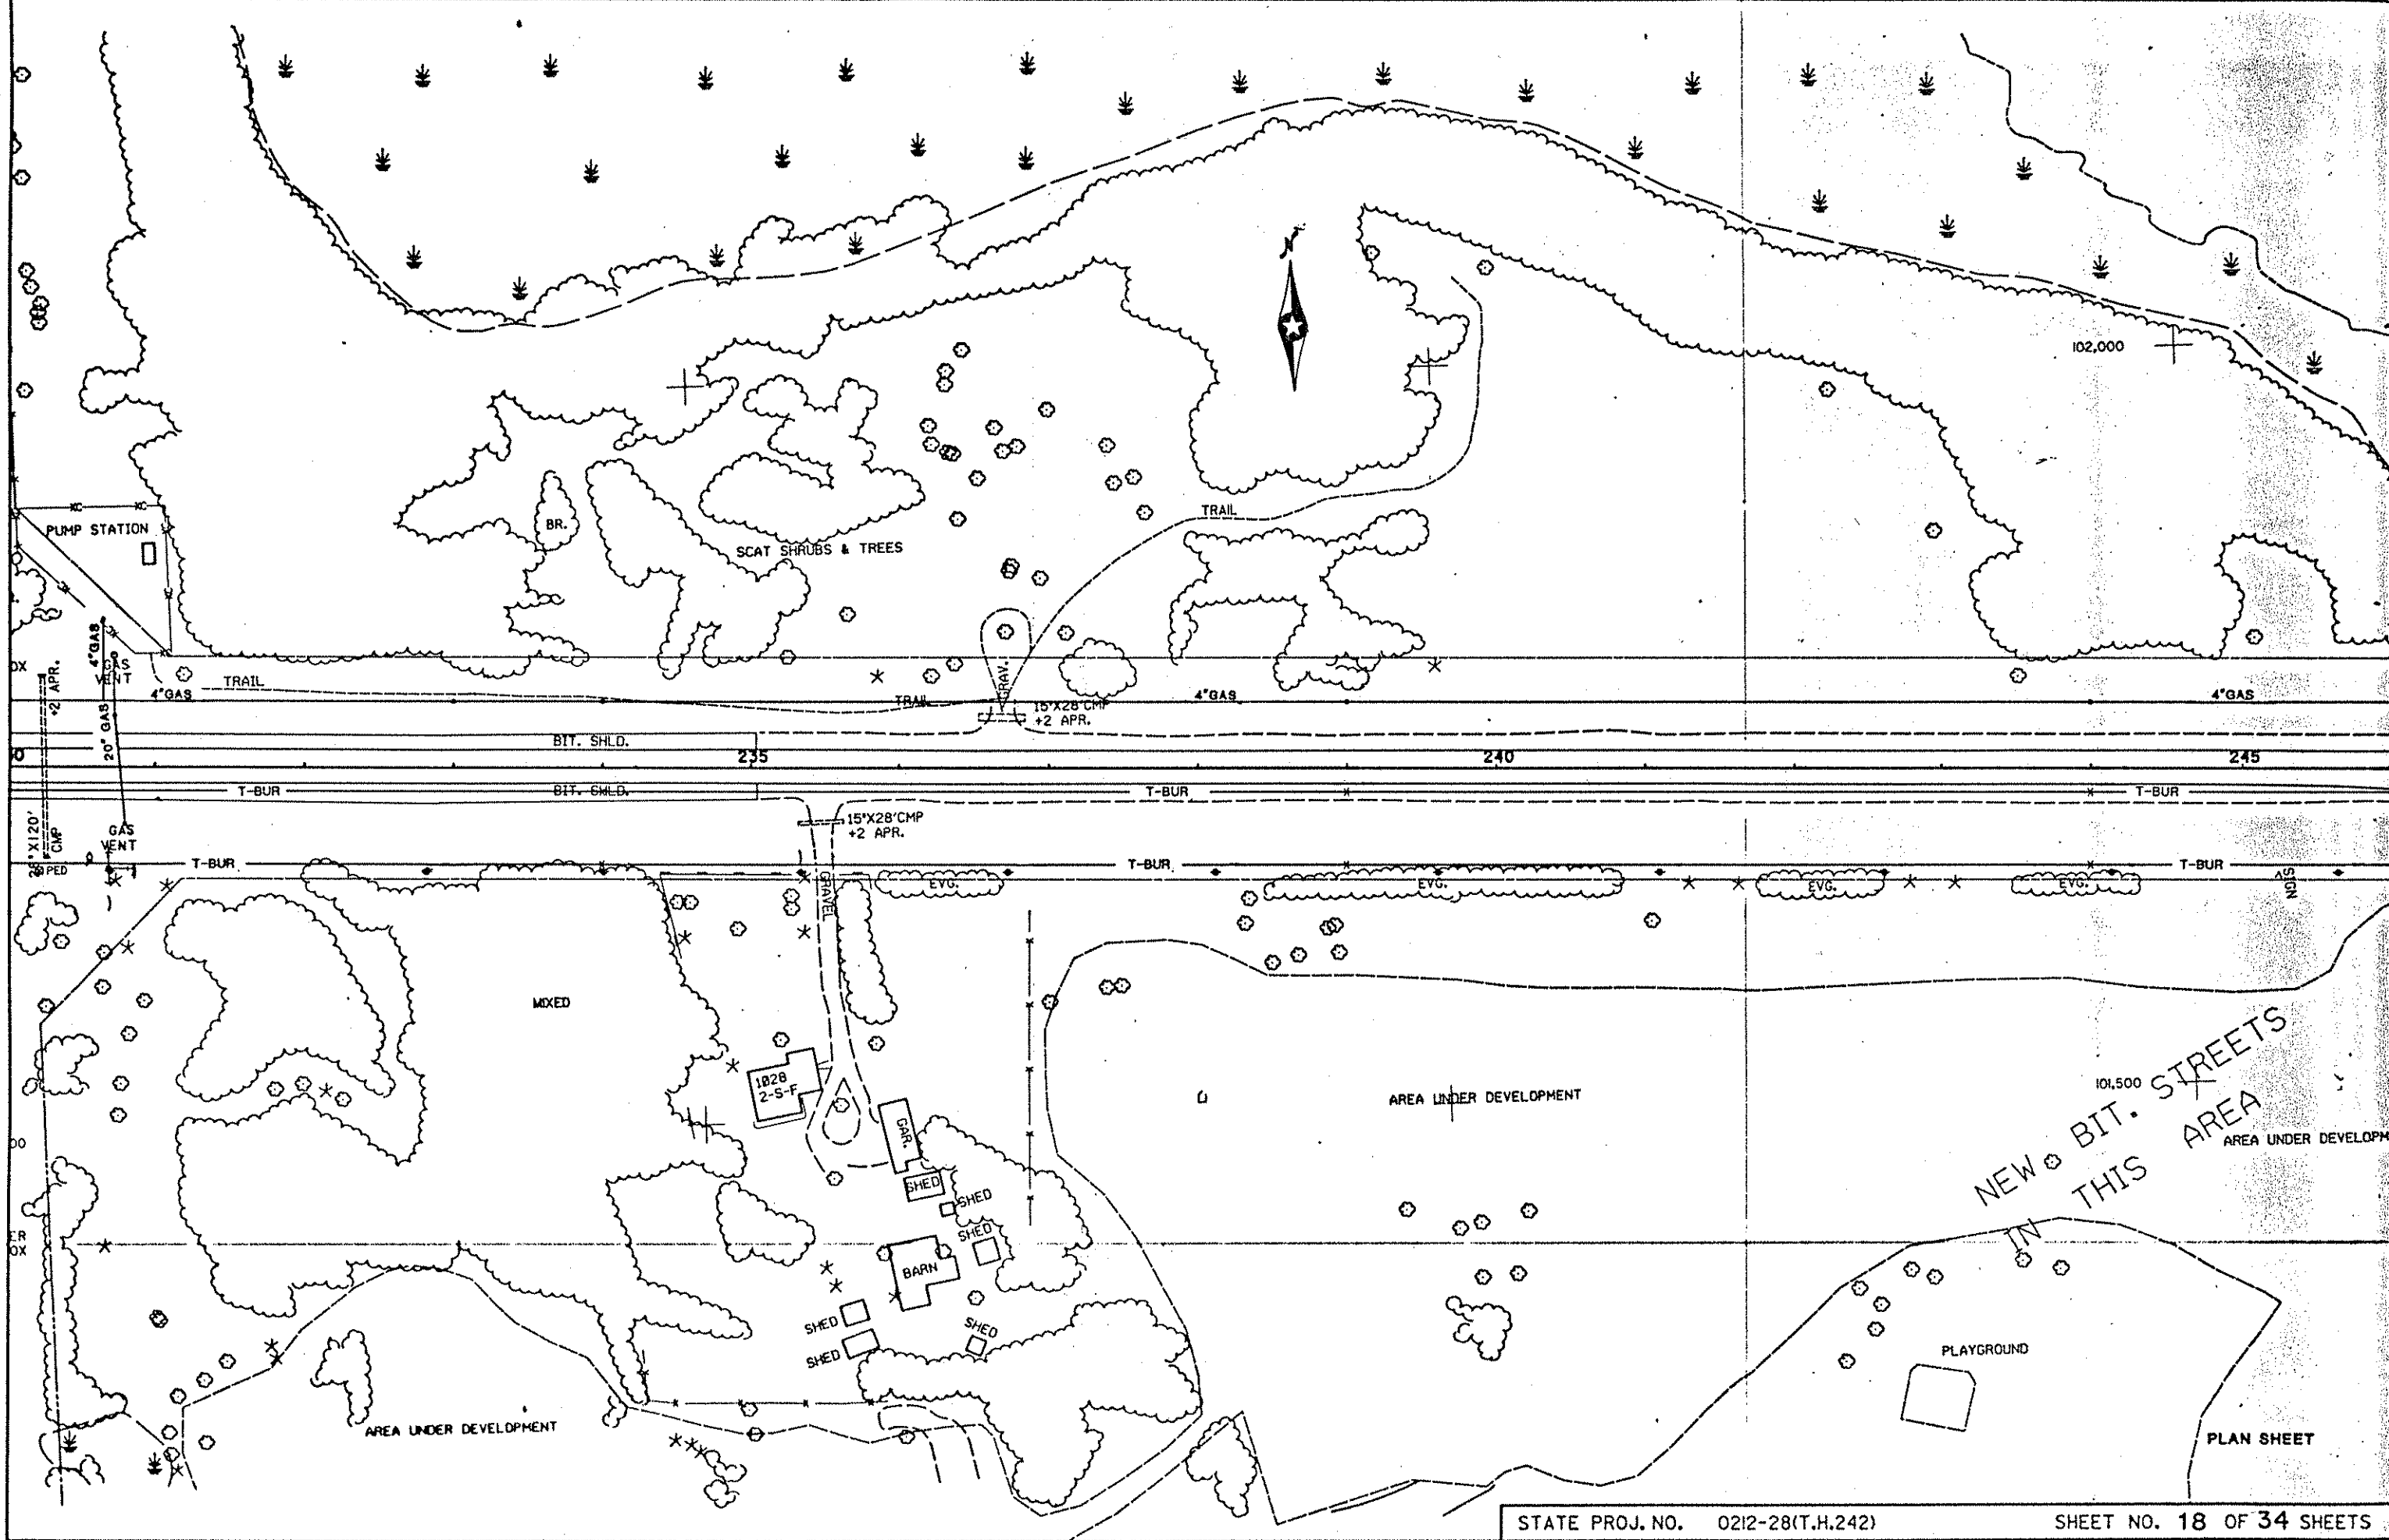 N
102,000
PUMP STATION
BR.
SCAT SHRUBS & TREES
TRAIL
4"GAS
GAS
VENT
+2 APR.
TRAIL
4"GAS
TRAIL
GRAV.
15"X28'CMP
+2 APR.
4"GAS
4"GAS
20" GAS
BIT. SHLD.
235
240
245
T-BUR
BIT. SHLD.
T-BUR
T-BUR
15"X28'CMP
+2 APR.
CMP
GAS
VENT
T-BUR
T-BUR
T-BUR
GRAVEL
EVG.
EVG.
EVG.
EVG.
SIGN
MIXED
1028
2-S-F
GAR.
SHED
SHED
SHED
BARN
SHED
SHED
SHED
AREA UNDER DEVELOPMENT
101,500
NEW BIT. STREETS
IN THIS AREA
AREA UNDER DEVELOPM
PLAYGROUND
AREA UNDER DEVELOPMENT
PLAN SHEET
STATE PROJ. NO. 0212-28(T.H.242) SHEET NO. 18 OF 34 SHEETS